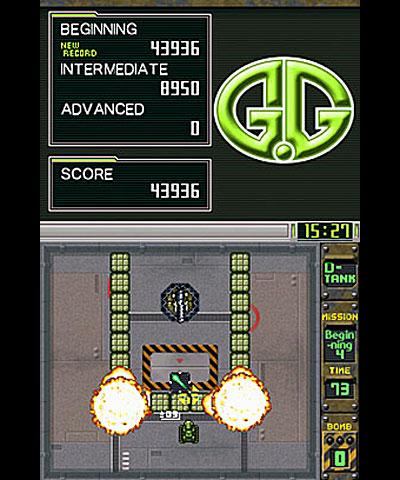 BEGINNING
NEW
RECORD 43936
INTERMEDIATE
8950
ADVANCED
0
G.G
SCORE
43936
15:27
D-
TANK
MISSION
Begin
-ning
4
TIME
73
BOMB
0